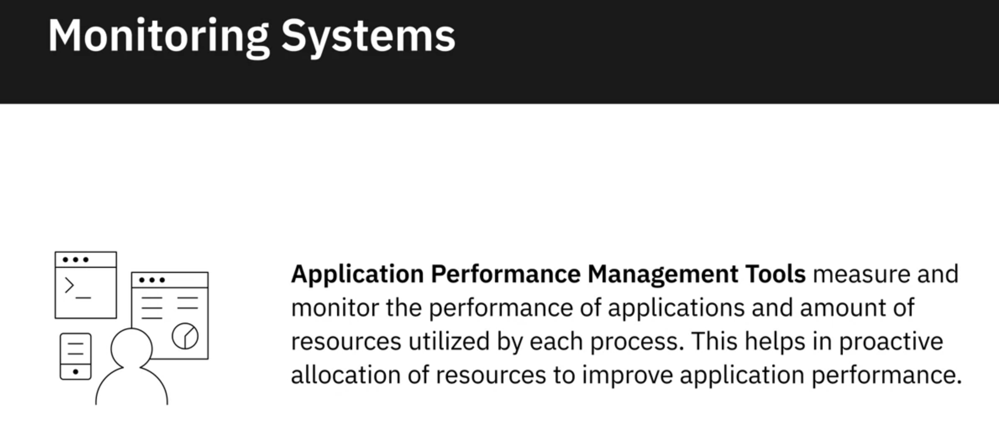 Monitoring Systems
Application Performance Management Tools measure and
monitor the performance of applications and amount of
resources utilized by each process. This helps in proactive
allocation of resources to improve application performance.